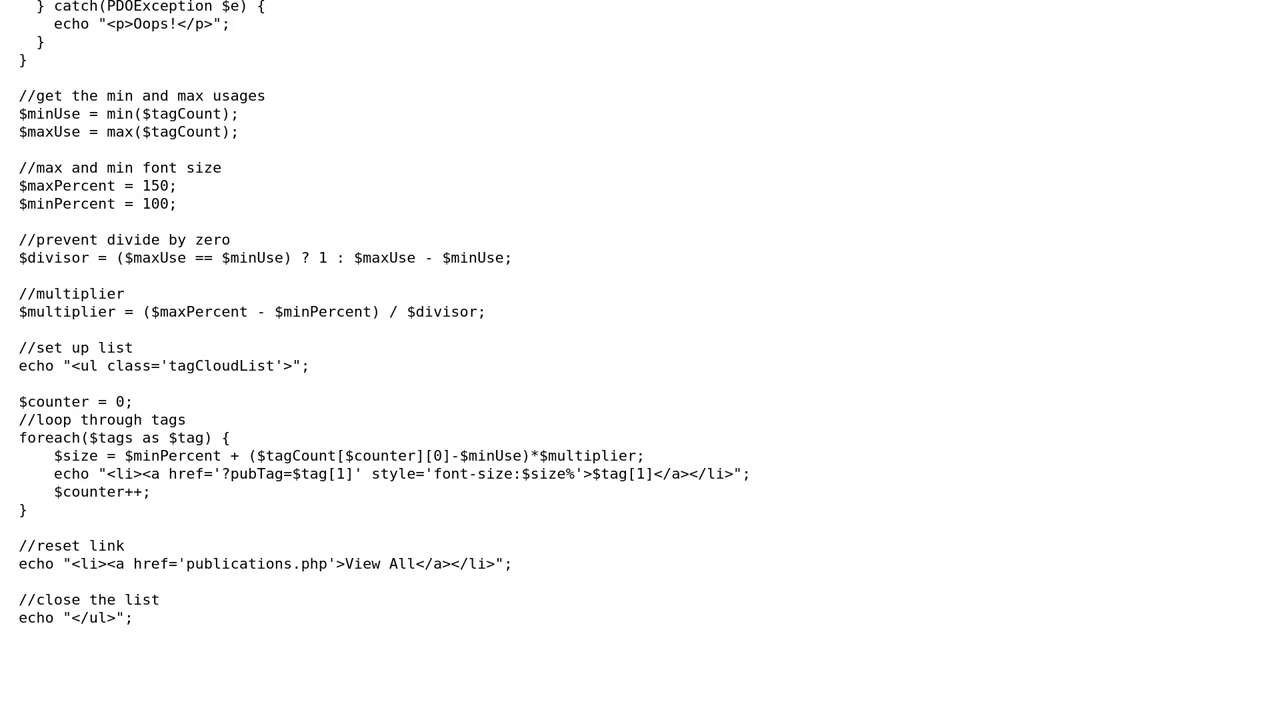 } catch(PDOException $e) {
    echo "<p>Oops!</p>";
  }
}

//get the min and max usages
$minUse = min($tagCount);
$maxUse = max($tagCount);

//max and min font size
$maxPercent = 150;
$minPercent = 100;

//prevent divide by zero
$divisor = ($maxUse == $minUse) ? 1 : $maxUse - $minUse;

//multiplier
$multiplier = ($maxPercent - $minPercent) / $divisor;

//set up list
echo "<ul class='tagCloudList'>";

$counter = 0;
//loop through tags
foreach($tags as $tag) {
    $size = $minPercent + ($tagCount[$counter][0]-$minUse)*$multiplier;
    echo "<li><a href='?pubTag=$tag[1]' style='font-size:$size%'>$tag[1]</a></li>";
    $counter++;
}

//reset link
echo "<li><a href='publications.php'>View All</a></li>";

//close the list
echo "</ul>";